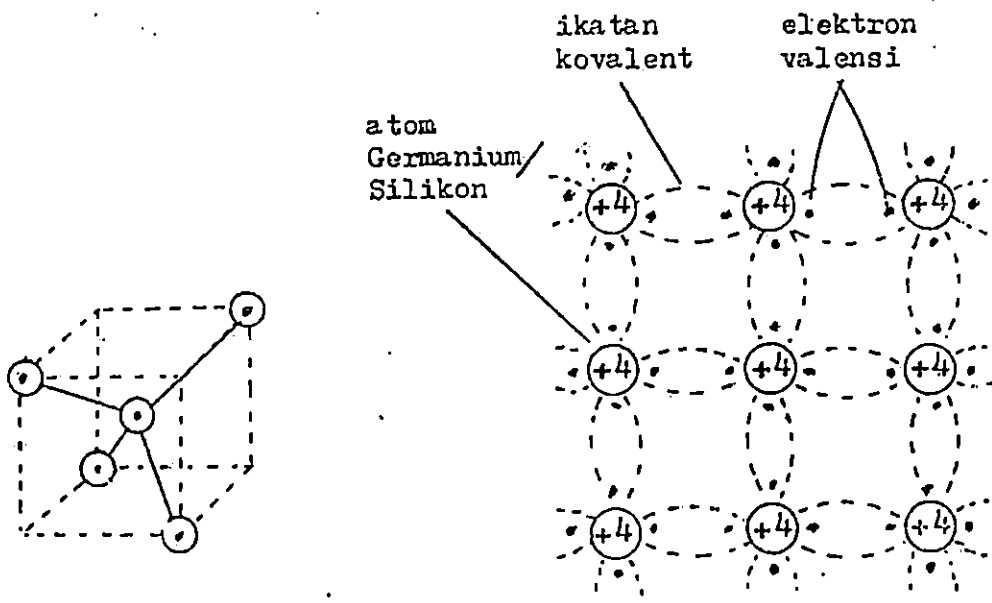 ikatan
kovalent
elektron
valensi
atom
Germanium/
Silikon
+4 +4 +4
+4 +4 +4
+4 +4 +4